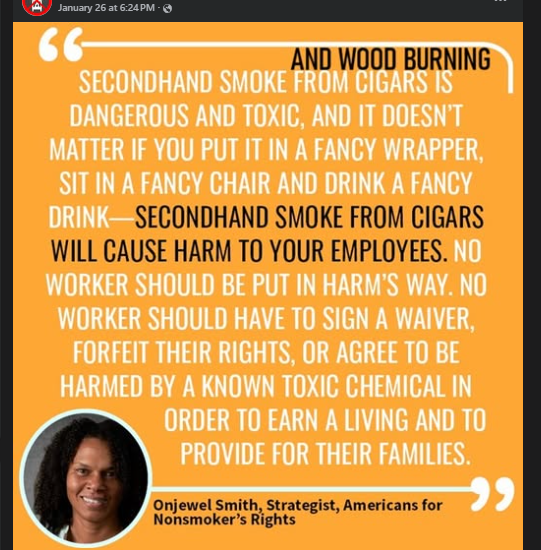 January 26 at 6:24 PM ·
AND WOOD BURNING
SECONDHAND SMOKE FROM CIGARS IS
DANGEROUS AND TOXIC, AND IT DOESN'T
MATTER IF YOU PUT IT IN A FANCY WRAPPER,
SIT IN A FANCY CHAIR AND DRINK A FANCY
DRINK—SECONDHAND SMOKE FROM CIGARS
WILL CAUSE HARM TO YOUR EMPLOYEES. NO
WORKER SHOULD BE PUT IN HARM'S WAY. NO
WORKER SHOULD HAVE TO SIGN A WAIVER,
FORFEIT THEIR RIGHTS, OR AGREE TO BE
HARMED BY A KNOWN TOXIC CHEMICAL IN
ORDER TO EARN A LIVING AND TO
PROVIDE FOR THEIR FAMILIES.
Onjewel Smith, Strategist, Americans for
Nonsmoker's Rights